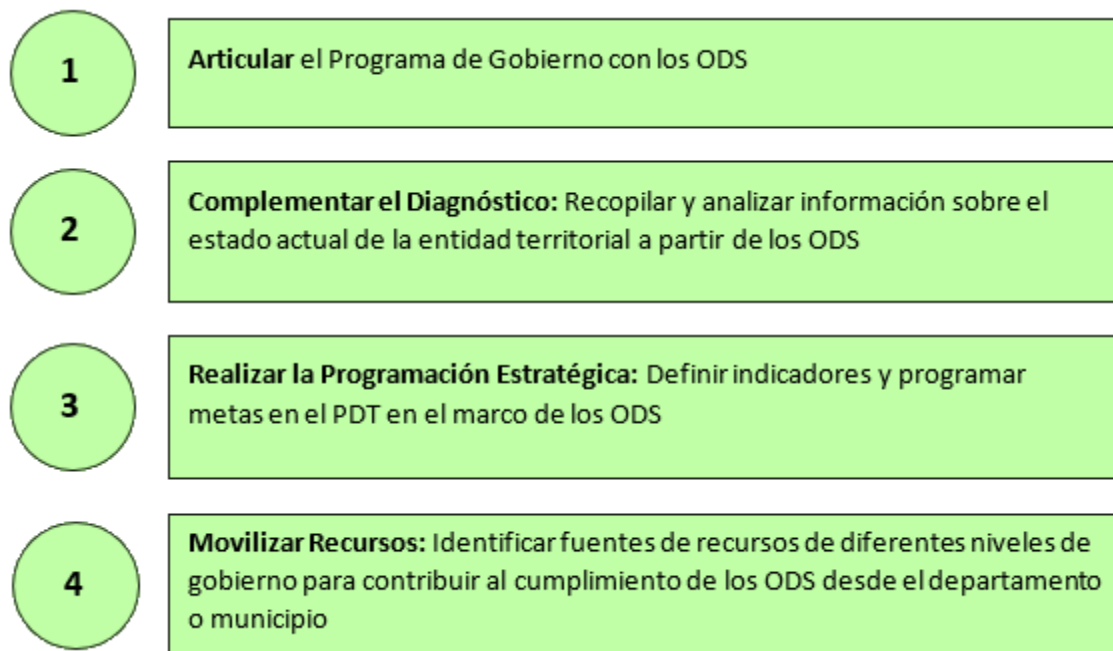 1
Articular el Programa de Gobierno con los ODS
2
Complementar el Diagnóstico: Recopilar y analizar información sobre el
estado actual de la entidad territorial a partir de los ODS
3
Realizar la Programación Estratégica: Definir indicadores y programar
metas en el PDT en el marco de los ODS
4
Movilizar Recursos: Identificar fuentes de recursos de diferentes niveles de
gobierno para contribuir al cumplimiento de los ODS desde el departamento
o municipio